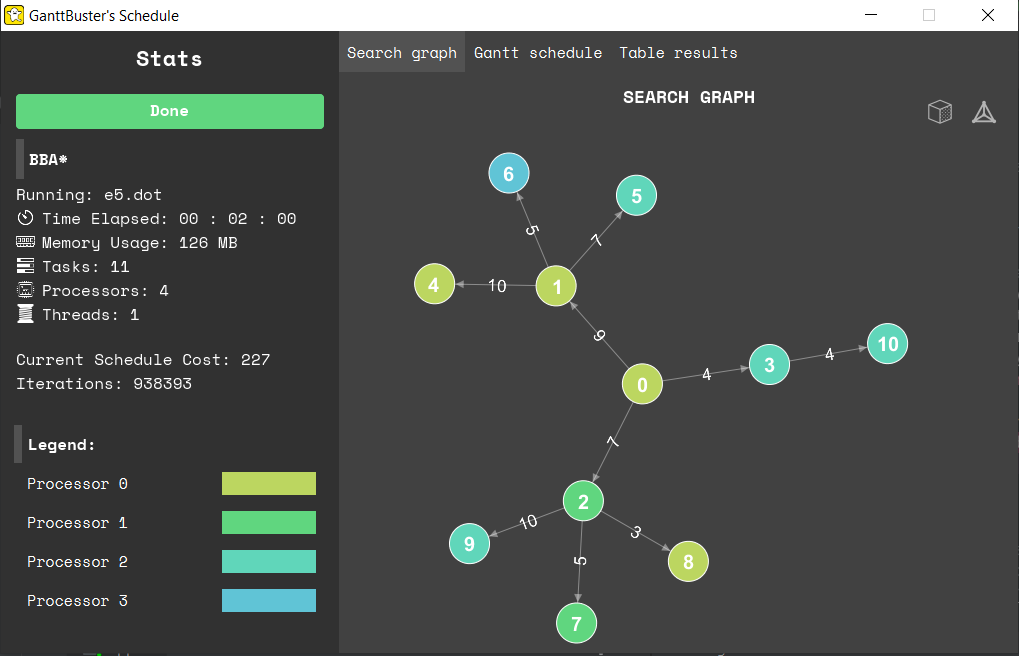 GanttBuster's Schedule
Stats
Done
BBA*
Running: e5.dot
Time Elapsed: 00 : 02 : 00
Memory Usage: 126 MB
Tasks: 11
Processors: 4
Threads: 1
Current Schedule Cost: 227
Iterations: 938393
Legend:
Processor 0
Processor 1
Processor 2
Processor 3
Search graph Gantt schedule Table results
SEARCH GRAPH
6
5
5
7
4
10
1
9
10
3
4
4
0
7
2
10
3
9
5
8
7